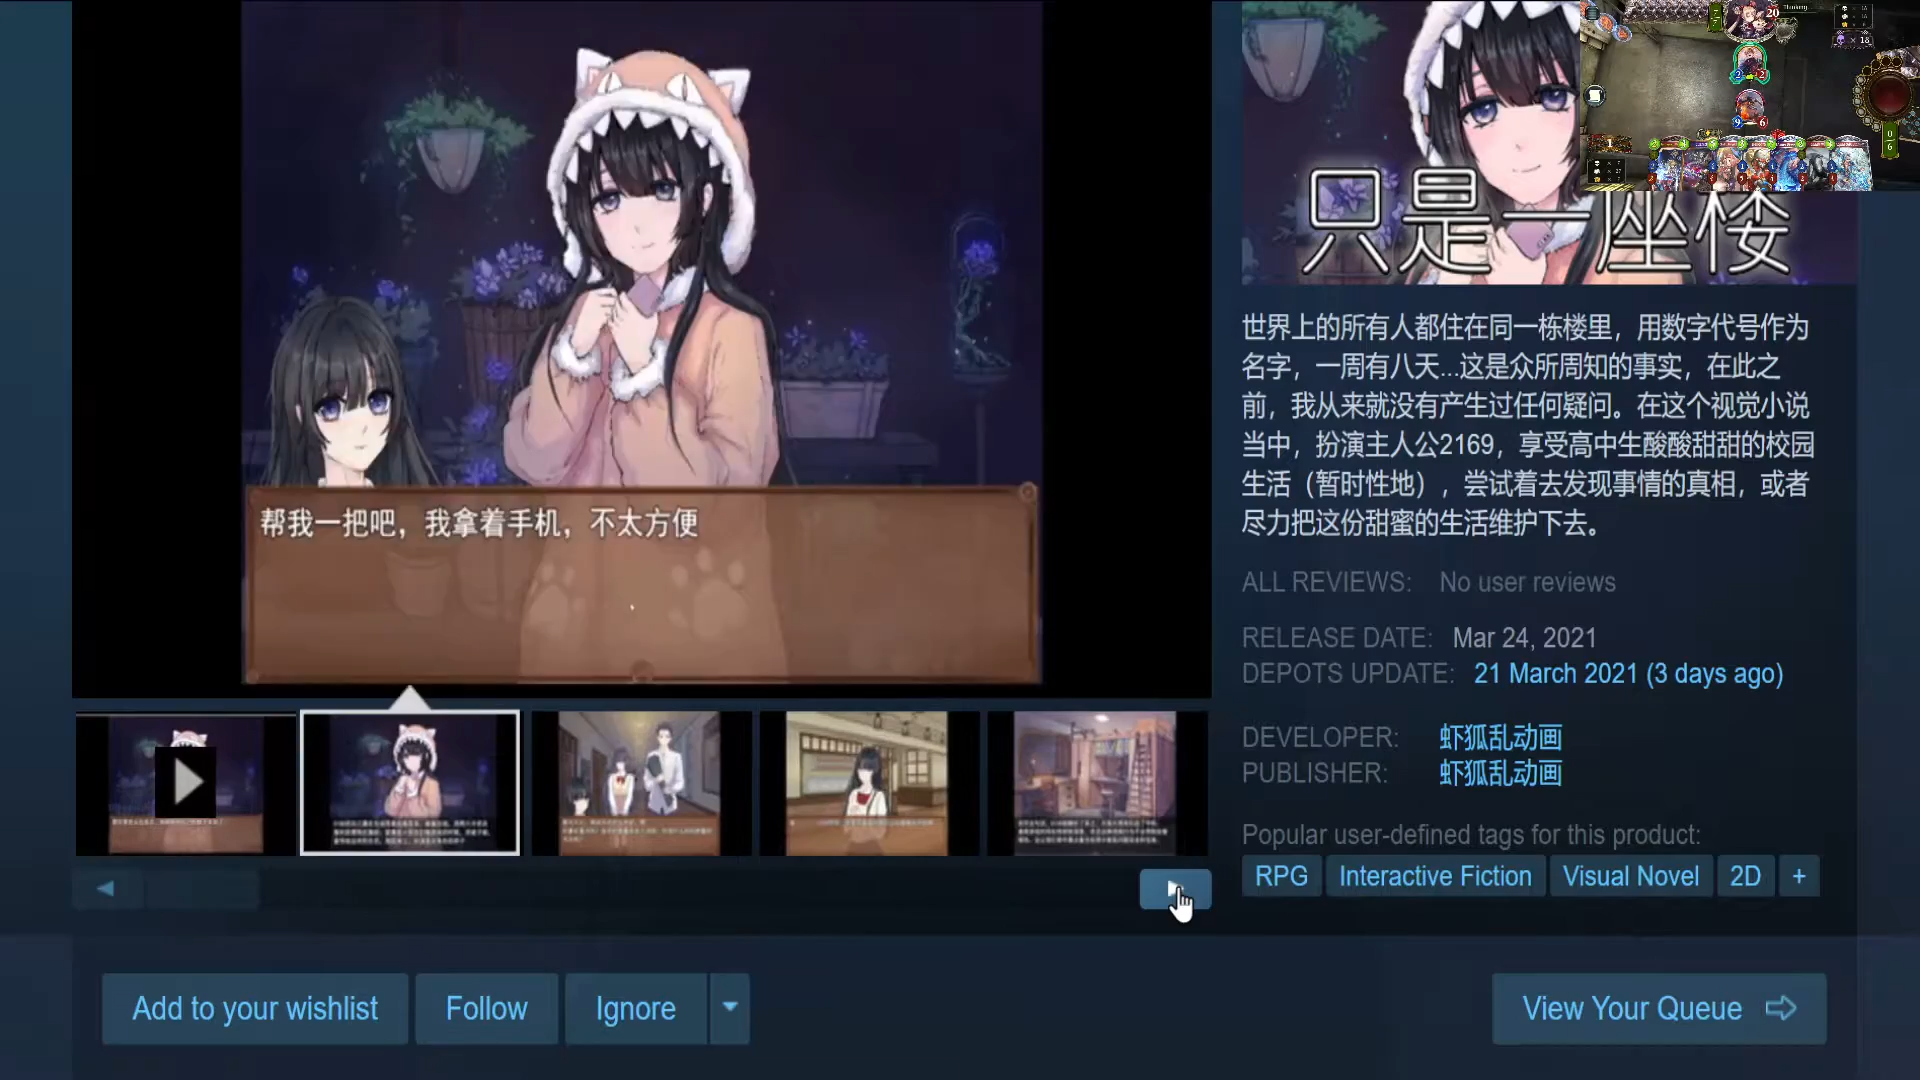 帮我一把吧，我拿着手机，不太方便
只是一座楼
世界上的所有人都住在同一栋楼里，用数字代号作为
名字，一周有八天...这是众所周知的事实，在此之
前，我从来就没有产生过任何疑问。在这个视觉小说
当中，扮演主人公2169，享受高中生酸酸甜甜的校园
生活（暂时性地），尝试着去发现事情的真相，或者
尽力把这份甜蜜的生活维护下去。
ALL REVIEWS: No user reviews
RELEASE DATE: Mar 24, 2021
DEPOTS UPDATE: 21 March 2021 (3 days ago)
DEVELOPER: 虾狐乱动画
PUBLISHER: 虾狐乱动画
Popular user-defined tags for this product:
RPG Interactive Fiction Visual Novel 2D +
Add to your wishlist Follow Ignore
View Your Queue
20
Thinking